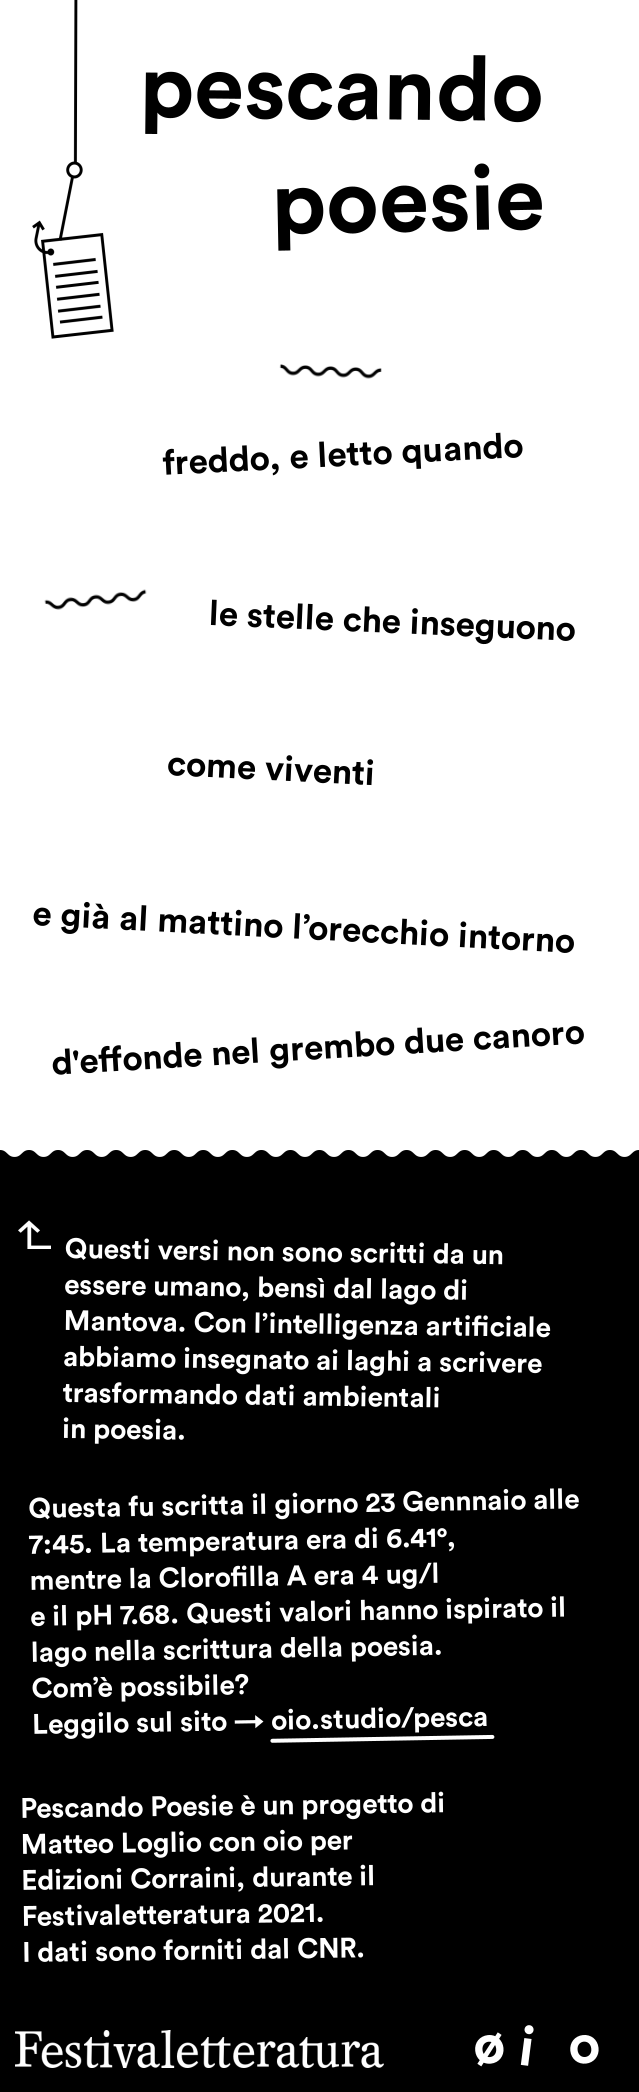 pescando
poesie
freddo, e letto quando
le stelle che inseguono
come viventi
e già al mattino l’orecchio intorno
d'effonde nel grembo due canoro
Questi versi non sono scritti da un
essere umano, bensì dal lago di
Mantova. Con l’intelligenza artificiale
abbiamo insegnato ai laghi a scrivere
trasformando dati ambientali
in poesia.
Questa fu scritta il giorno 23 Gennnaio alle
7:45. La temperatura era di 6.41°,
mentre la Clorofilla A era 4 ug/l
e il pH 7.68. Questi valori hanno ispirato il
lago nella scrittura della poesia.
Com’è possibile?
Leggilo sul sito → oio.studio/pesca
Pescando Poesie è un progetto di
Matteo Loglio con oio per
Edizioni Corraini, durante il
Festivaletteratura 2021.
I dati sono forniti dal CNR.
Festivaletteratura øi o